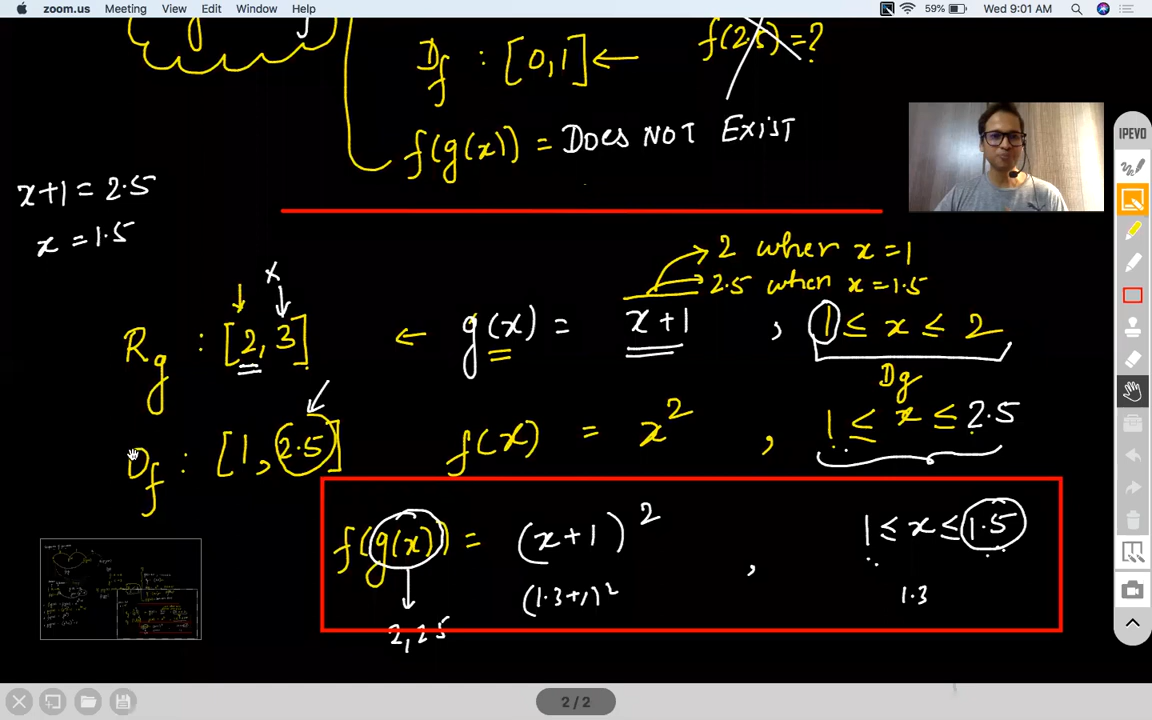 zoom.us Meeting View Edit Window Help 59% Wed 9:01 AM
Df : [0,1] ← f(2.5) = ?
f(g(x)) = DOES NOT EXIST
IPEVO
x+1 = 2.5
x = 1.5
2 when x = 1
2.5 when x = 1.5
x
Rg : [2, 3] ← g(x) = x+1 , 1 ≤ x ≤ 2
Dg
Df : [1, 2.5] f(x) = x² , 1 ≤ x ≤ 2.5
f(g(x)) = (x+1)² , 1 ≤ x ≤ 1.5
(1.3+1)² 1.3
2, 2.5
2/2